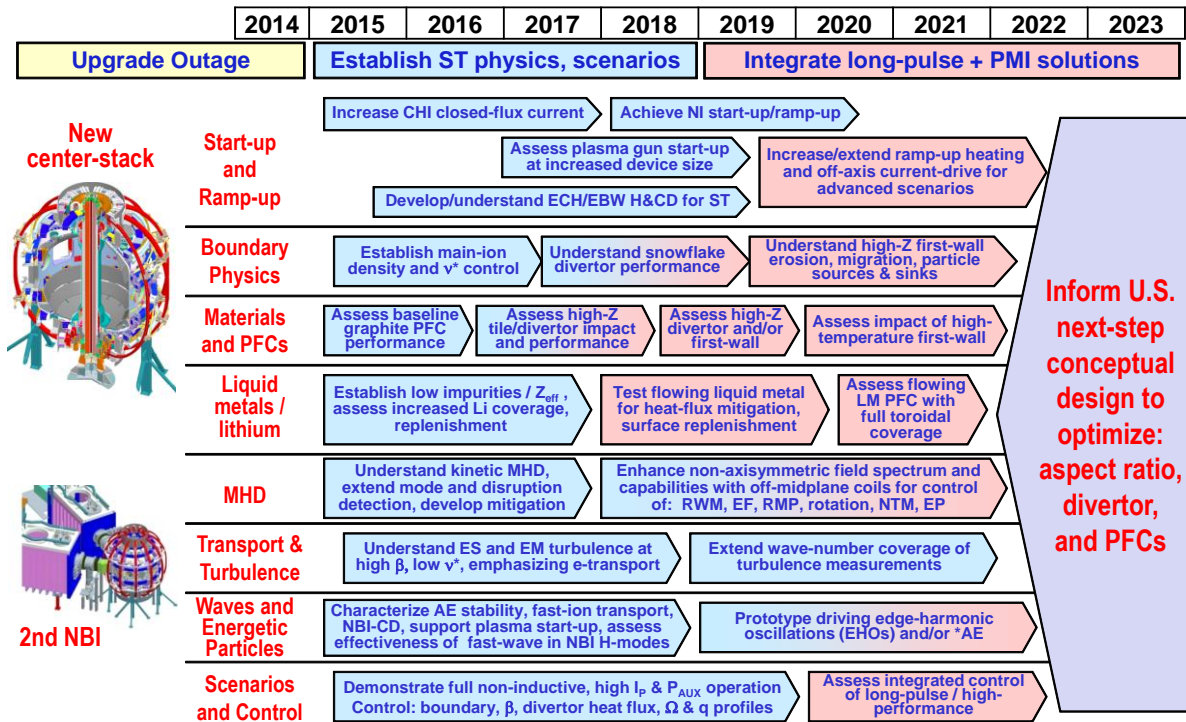 2014 2015 2016 2017 2018 2019 2020 2021 2022 2023
Upgrade Outage
Establish ST physics, scenarios
Integrate long-pulse + PMI solutions
New
center-stack
2nd NBI
Start-up
and
Ramp-up
Increase CHI closed-flux current
Achieve NI start-up/ramp-up
Assess plasma gun start-up
at increased device size
Develop/understand ECH/EBW H&CD for ST
Increase/extend ramp-up heating
and off-axis current-drive for
advanced scenarios
Boundary
Physics
Establish main-ion
density and ν* control
Understand snowflake
divertor performance
Understand high-Z first-wall
erosion, migration, particle
sources & sinks
Materials
and PFCs
Assess baseline
graphite PFC
performance
Assess high-Z
tile/divertor impact
and performance
Assess high-Z
divertor and/or
first-wall
Assess impact of high-
temperature first-wall
Liquid
metals /
lithium
Establish low impurities / Zeff ,
assess increased Li coverage,
replenishment
Test flowing liquid metal
for heat-flux mitigation,
surface replenishment
Assess flowing
LM PFC with
full toroidal
coverage
MHD
Understand kinetic MHD,
extend mode and disruption
detection, develop mitigation
Enhance non-axisymmetric field spectrum and
capabilities with off-midplane coils for control
of: RWM, EF, RMP, rotation, NTM, EP
Transport &
Turbulence
Understand ES and EM turbulence at
high β, low ν*, emphasizing e-transport
Extend wave-number coverage of
turbulence measurements
Waves and
Energetic
Particles
Characterize AE stability, fast-ion transport,
NBI-CD, support plasma start-up, assess
effectiveness of fast-wave in NBI H-modes
Prototype driving edge-harmonic
oscillations (EHOs) and/or *AE
Scenarios
and Control
Demonstrate full non-inductive, high IP & PAUX operation
Control: boundary, β, divertor heat flux, Ω & q profiles
Assess integrated control
of long-pulse / high-
performance
Inform U.S.
next-step
conceptual
design to
optimize:
aspect ratio,
divertor,
and PFCs